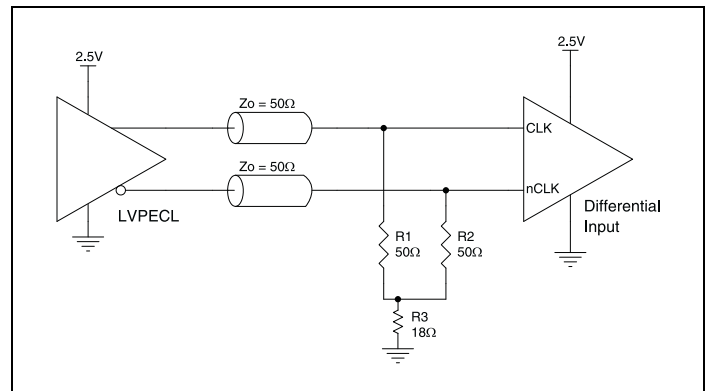 2.5V
2.5V
Zo = 50Ω
CLK
Zo = 50Ω
nCLK
LVPECL
Differential
Input
R1
50Ω
R2
50Ω
R3
18Ω